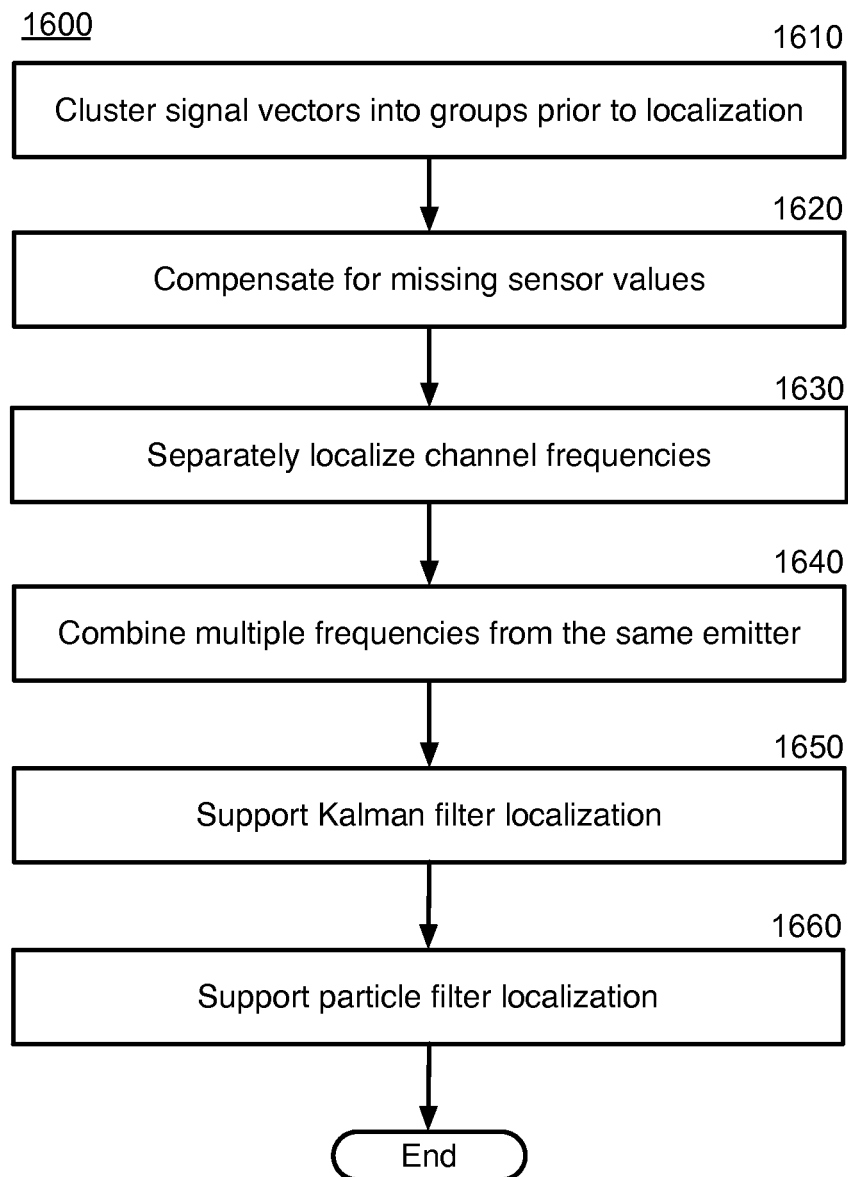 1600
1610
Cluster signal vectors into groups prior to localization
1620
Compensate for missing sensor values
1630
Separately localize channel frequencies
1640
Combine multiple frequencies from the same emitter
1650
Support Kalman filter localization
1660
Support particle filter localization
End